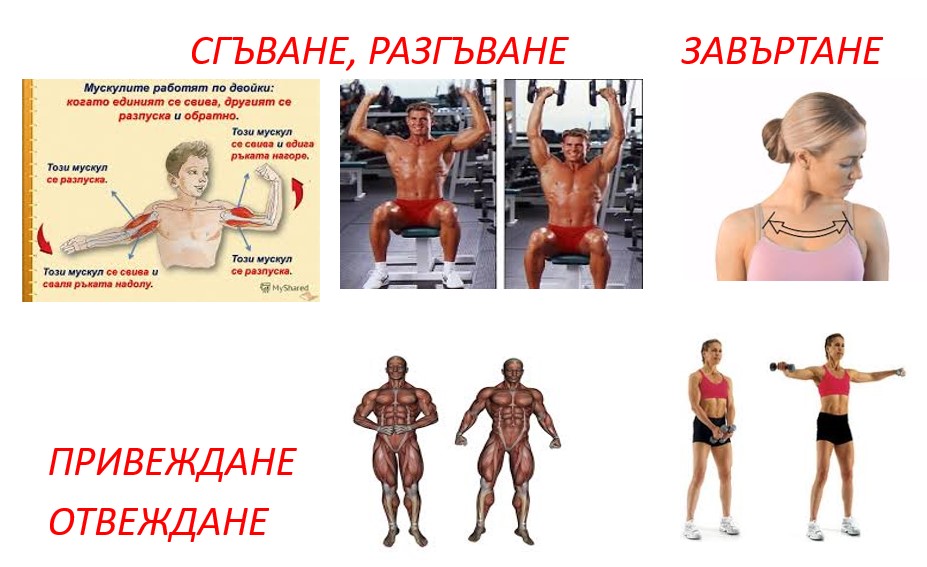 СГЪВАНЕ, РАЗГЪВАНЕ
ЗАВЪРТАНЕ
Мускулите работят по двойки:
когато единият се свива, другият се
разпуска и обратно.
Този мускул
се свива и вдига
ръката нагоре.
Този мускул
се разпуска.
Този мускул се свива и
сваля ръката надолу.
Този мускул
се разпуска.
MyShared
ПРИВЕЖДАНЕ
ОТВЕЖДАНЕ